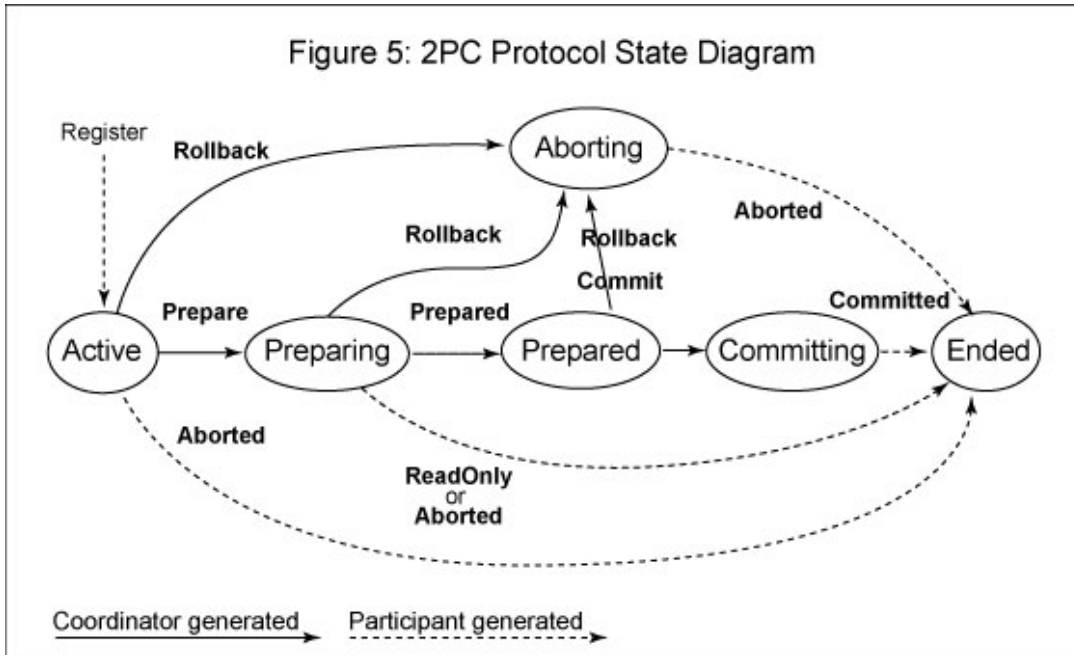 Figure 5: 2PC Protocol State Diagram
Register
Rollback
Aborting
Aborted
Rollback
Rollback
Commit
Committed
Prepare
Prepared
Active
Preparing
Prepared
Committing
Ended
Aborted
ReadOnly
or
Aborted
Coordinator generated
Participant generated